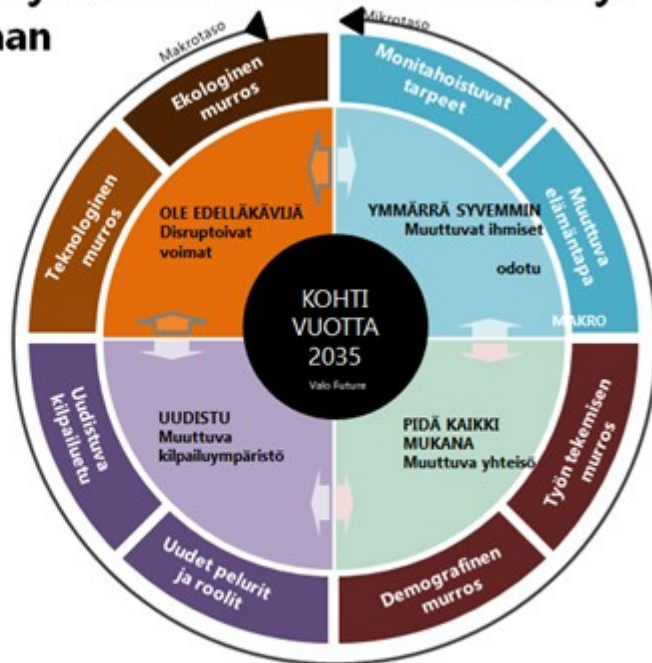 naan
Makrotaso
Mikrotaso
Ekologinen
murros
Monitahoistuvat
tarpeet
Teknologinen
murros
Muuttuva
elämäntapa
OLE EDELLÄKÄVIJÄ
Disruptoivat
voimat
YMMÄRRÄ SYVEMMIN
Muuttuvat ihmiset
odotu
KOHTI
VUOTTA
2035
Valo Future
MAKRO
UUDISTU
Muuttuva
kilpailuympäristö
PIDÄ KAIKKI
MUKANA
Muuttuva yhteisö
Uudistuva
kilpailuetu
Työn tekemisen
murros
Uudet pelurit
ja roolit
Demografinen
murros